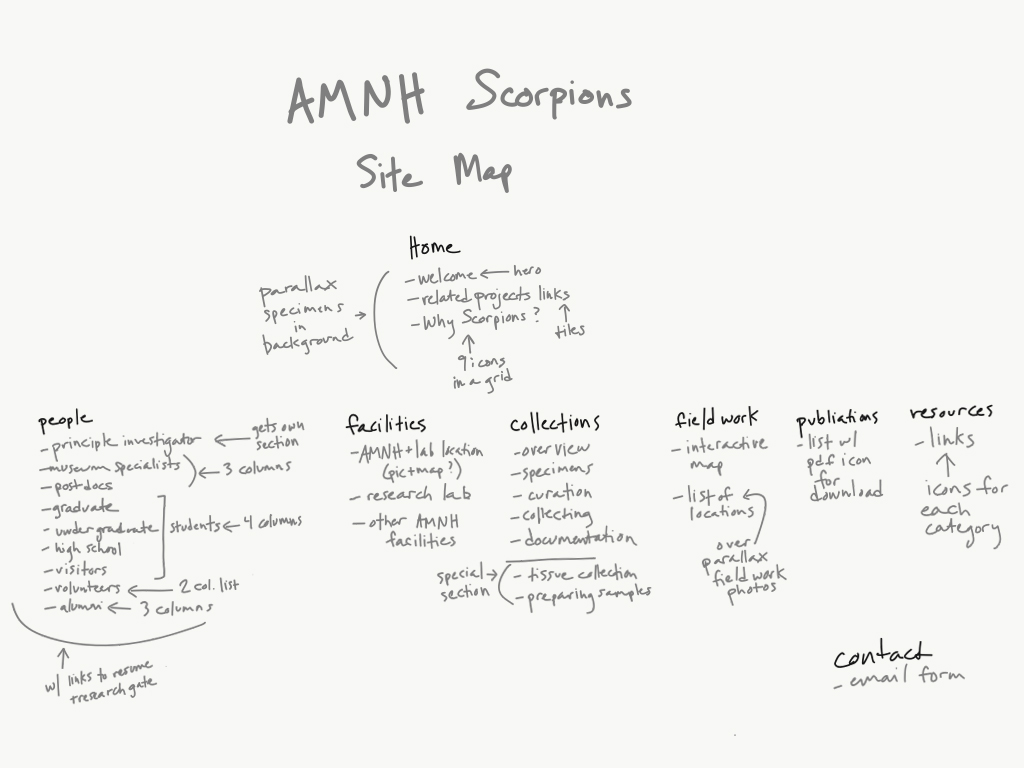 AMNH Scorpions
Site Map
Home
- welcome ← hero
- related projects links
- Why Scorpions?
↑ tiles
↑ 9 icons
in a grid
parallax
specimens →
in
background
people
- principle investigator ← gets own
section
- museum specialists
- postdocs
← 3 columns
- graduate
- undergraduate
- high school
- visitors
students ← 4 columns
- volunteers ← 2 col. list
- alumni ← 3 columns
↑
w/ links to resume
+research gate
facilities
- AMNH + lab location
(pic + map?)
- research lab
- other AMNH
facilities
collections
- overview
- specimens
- curation
- collecting
- documentation
special →
section
- tissue collection
- preparing samples
field work
- interactive
map
- list of
locations
over
parallax
field work
photos
publiations
- list w/
pdf icon
for
download
resources
- links
↑
icons for
each
category
contact
- email form